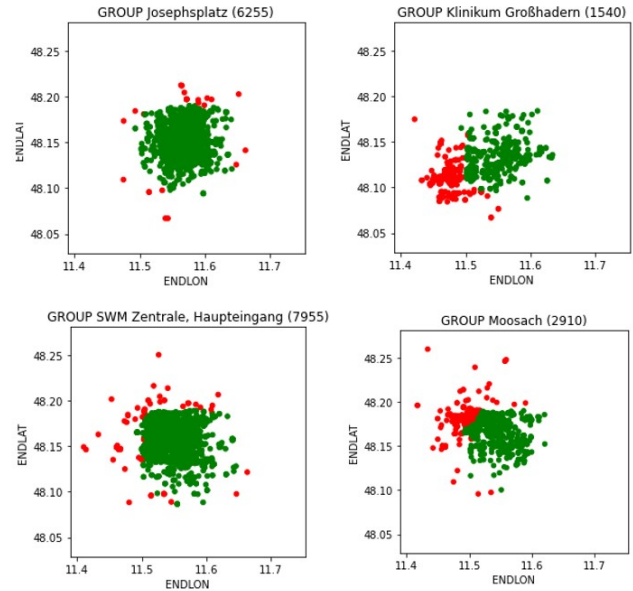 GROUP Josephsplatz (6255)
48.25
48.20
48.15
48.10
48.05
ENDLAT
11.4 11.5 11.6 11.7
ENDLON
GROUP Klinikum Großhadern (1540)
48.25
48.20
48.15
48.10
48.05
ENDLAT
11.4 11.5 11.6 11.7
ENDLON
GROUP SWM Zentrale, Haupteingang (7955)
48.25
48.20
48.15
48.10
48.05
ENDLAT
11.4 11.5 11.6 11.7
ENDLON
GROUP Moosach (2910)
48.25
48.20
48.15
48.10
48.05
ENDLAT
11.4 11.5 11.6 11.7
ENDLON